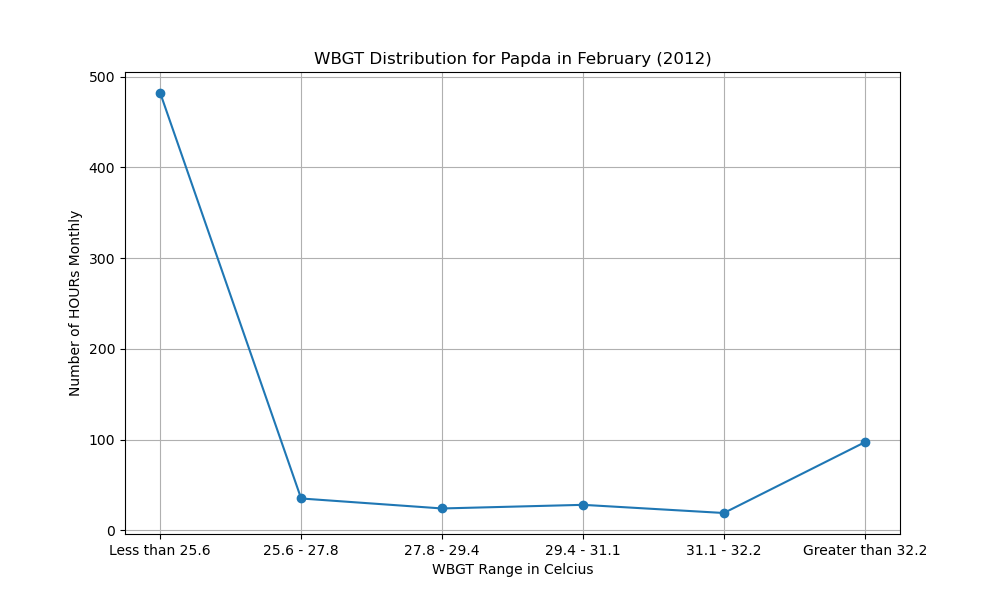 WBGT Distribution for Papda in February (2012)
Number of HOURs Monthly
500
400
300
200
100
0
Less than 25.6 25.6 - 27.8 27.8 - 29.4 29.4 - 31.1 31.1 - 32.2 Greater than 32.2
WBGT Range in Celcius